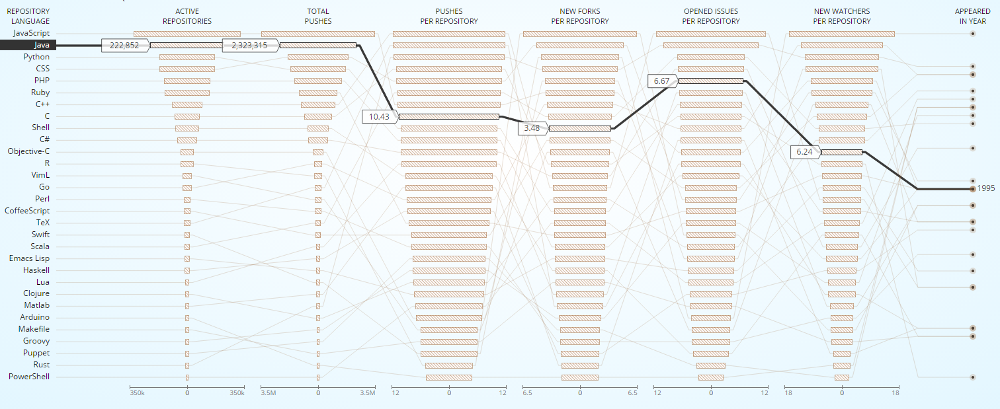 REPOSITORY LANGUAGE
ACTIVE REPOSITORIES
TOTAL PUSHES
PUSHES PER REPOSITORY
NEW FORKS PER REPOSITORY
OPENED ISSUES PER REPOSITORY
NEW WATCHERS PER REPOSITORY
APPEARED IN YEAR
JavaScript
Java 222,852 2,323,315
Python
CSS
PHP 6.67
Ruby
C++
C 10.43
Shell 3.48
C#
Objective-C 6.24
R
VimL
Go 1995
Perl
CoffeeScript
TeX
Swift
Scala
Emacs Lisp
Haskell
Lua
Clojure
Matlab
Arduino
Makefile
Groovy
Puppet
Rust
PowerShell
350k 0 350k 3.5M 0 3.5M 12 0 12 6.5 0 6.5 12 0 12 18 0 18